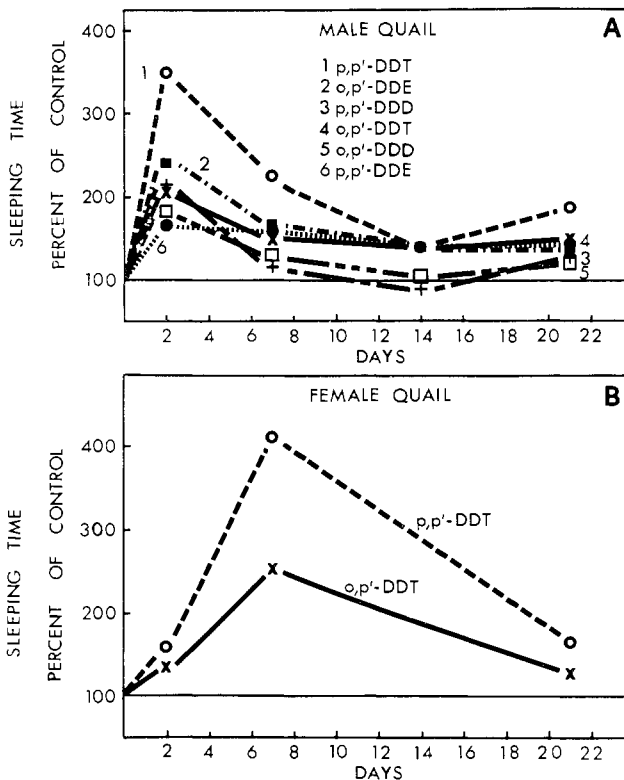 A
MALE QUAIL
1 p,p'-DDT
2 o,p'-DDE
3 p,p'-DDD
4 o,p'-DDT
5 o,p'-DDD
6 p,p'-DDE
SLEEPING TIME
PERCENT OF CONTROL
400
300
200
100
1
2
6
4
3
5
2 4 6 8 10 12 14 16 18 20 22
DAYS
B
FEMALE QUAIL
SLEEPING TIME
PERCENT OF CONTROL
400
300
200
100
p,p'-DDT
o,p'-DDT
2 4 6 8 10 12 14 16 18 20 22
DAYS